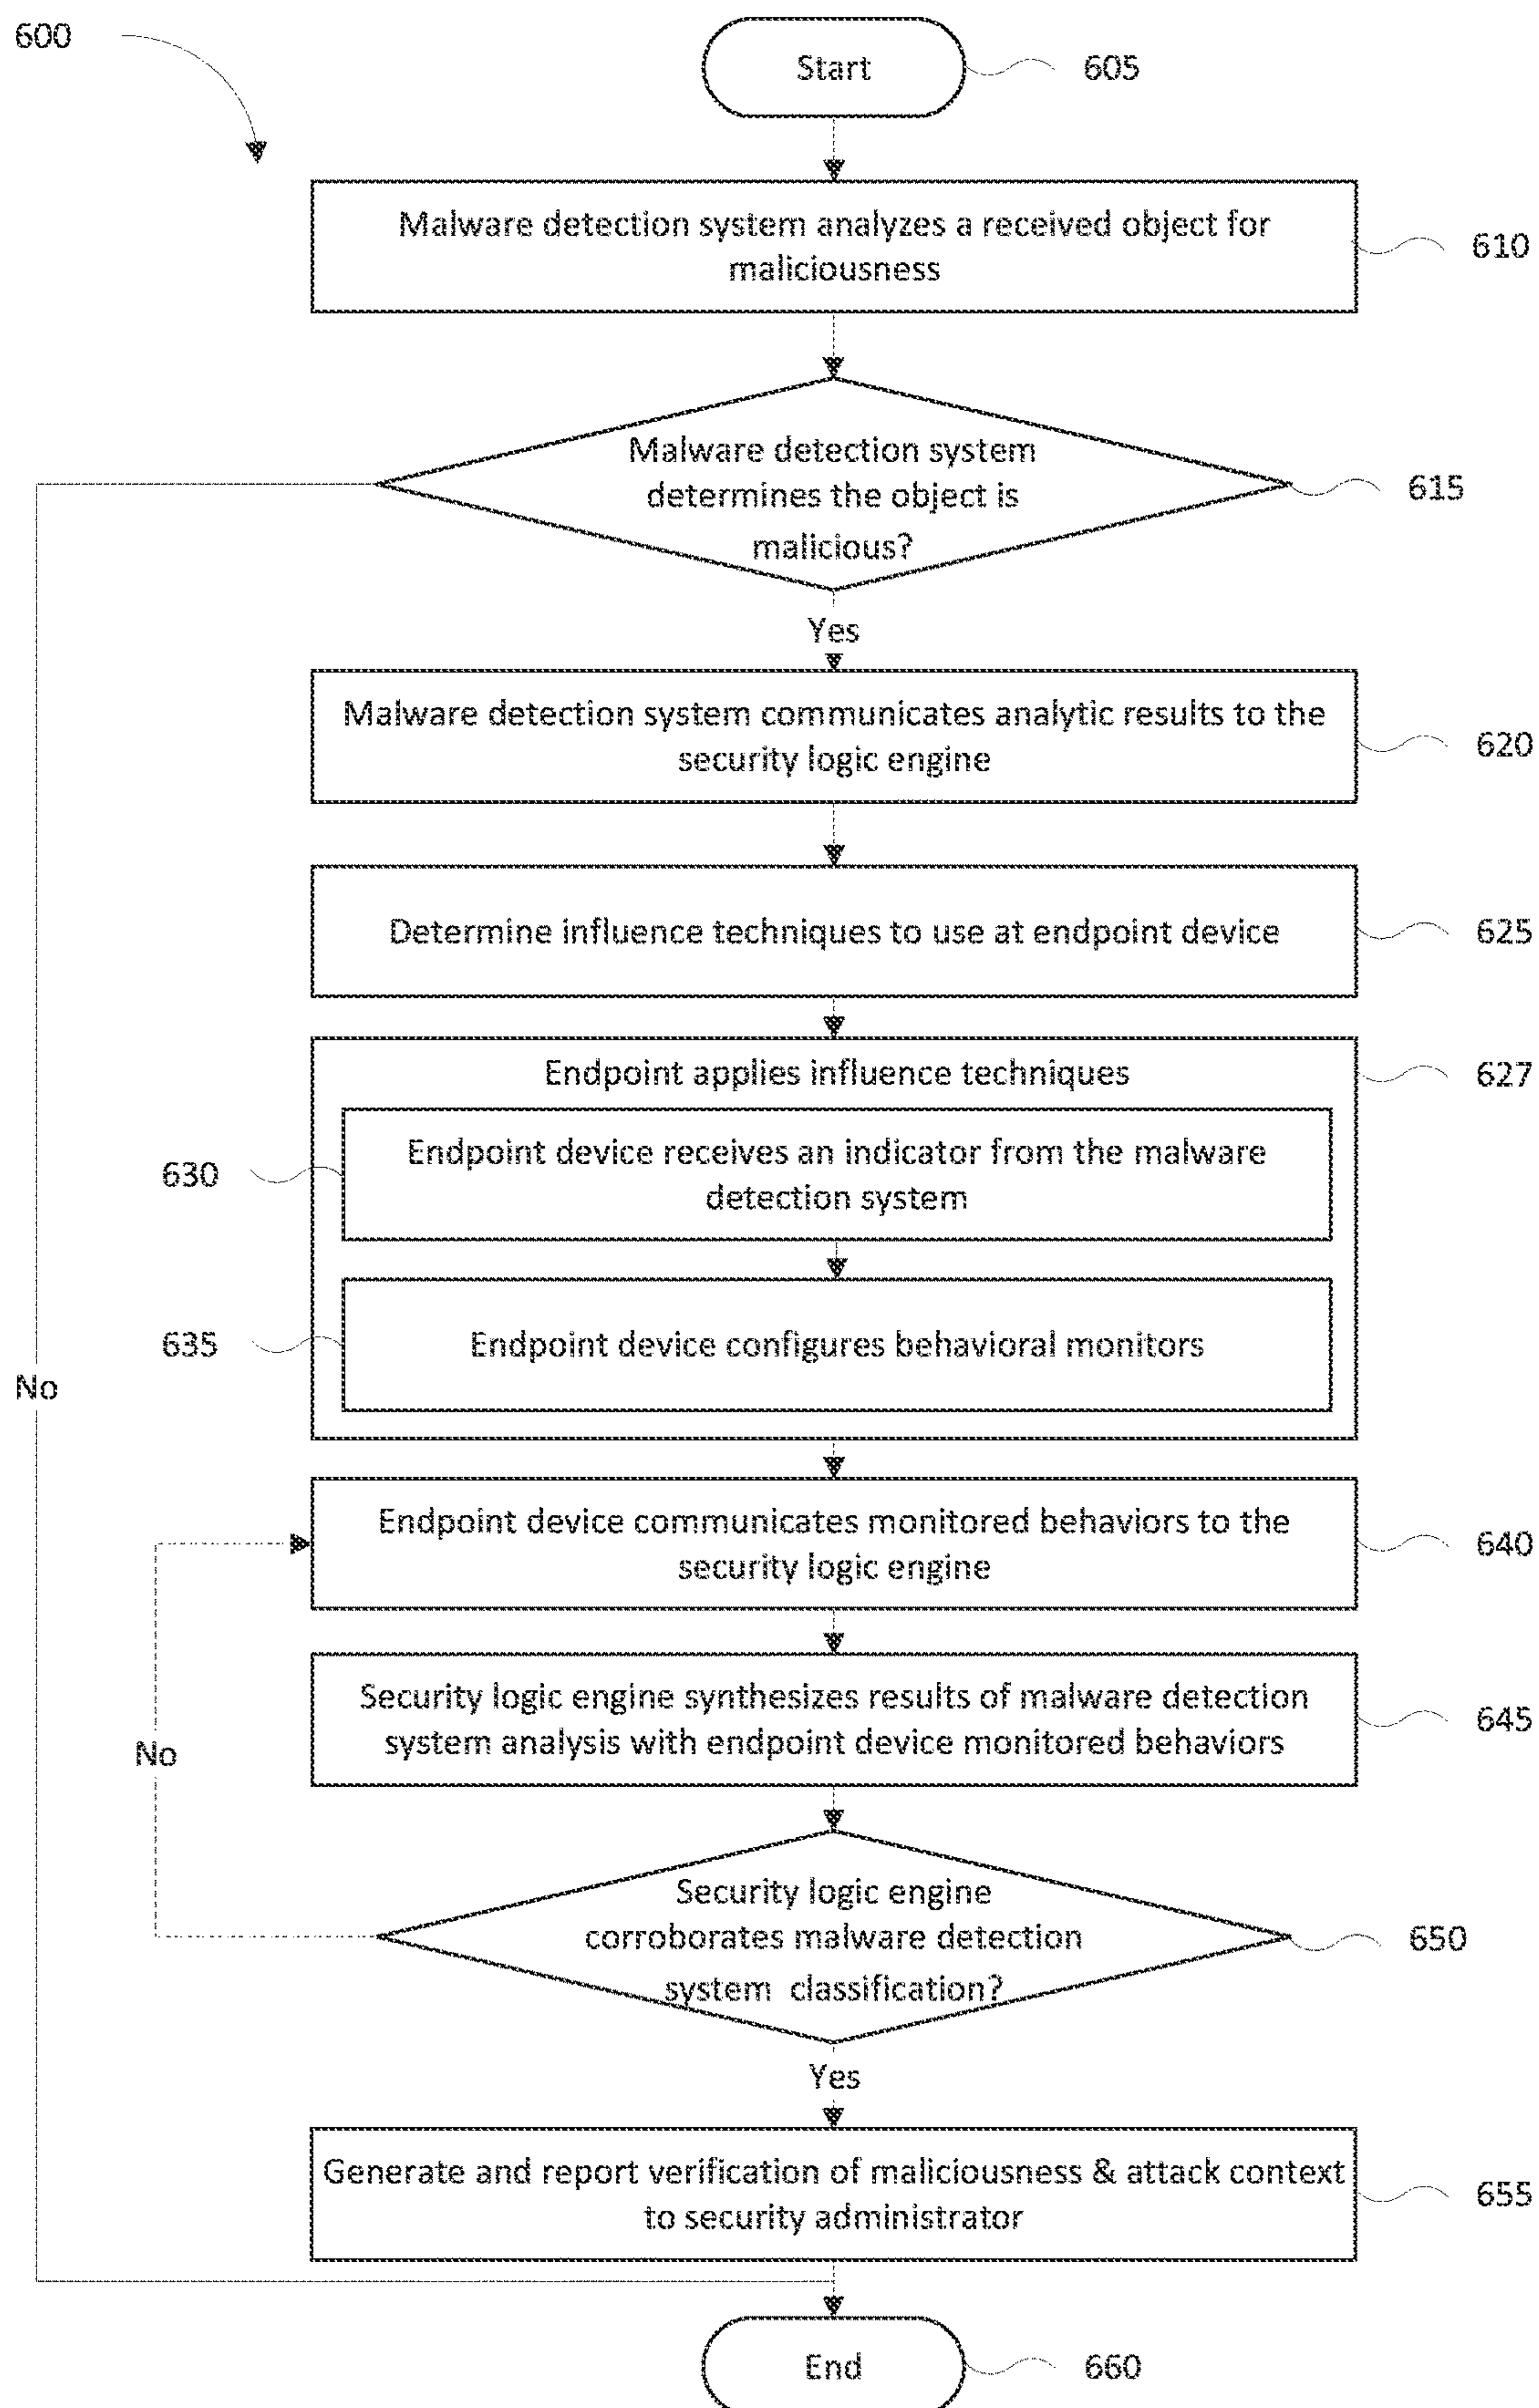 600
Start
605
Malware detection system analyzes a received object for
maliciousness
610
Malware detection system
determines the object is
malicious?
615
Yes
Malware detection system communicates analytic results to the
security logic engine
620
Determine influence techniques to use at endpoint device
625
Endpoint applies influence techniques
627
Endpoint device receives an indicator from the malware
detection system
630
Endpoint device configures behavioral monitors
635
No
Endpoint device communicates monitored behaviors to the
security logic engine
640
Security logic engine synthesizes results of malware detection
system analysis with endpoint device monitored behaviors
645
No
Security logic engine
corroborates malware detection
system classification?
650
Yes
Generate and report verification of maliciousness & attack context
to security administrator
655
End
660